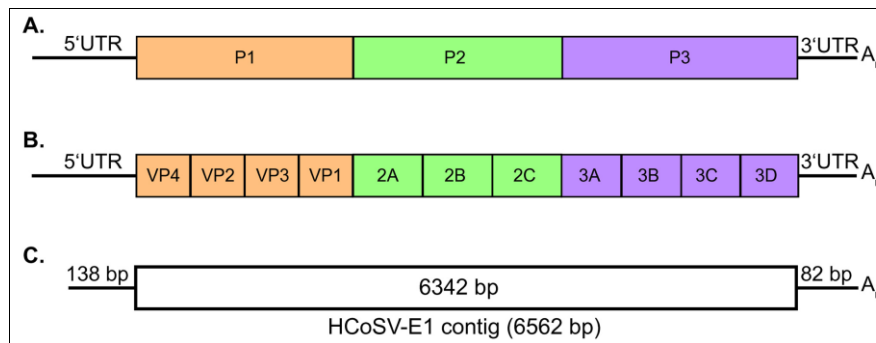 A.
5‘UTR P1 P2 P3 3‘UTR A
B.
5‘UTR VP4 VP2 VP3 VP1 2A 2B 2C 3A 3B 3C 3D 3‘UTR A
C.
138 bp 6342 bp 82 bp A
HCoSV-E1 contig (6562 bp)